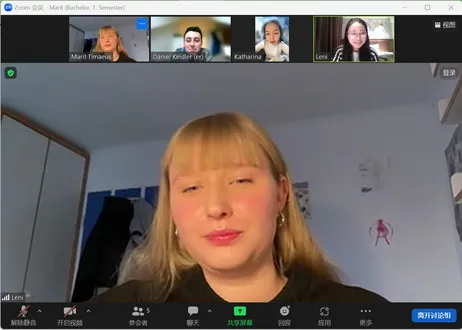 Zoom 会议 - Marit (Bachelor, 1. Semester)
Marit Timaeus
Daniel Keidler (er)
Katharina
Leni
视图
登录
Leni
解除静音
开启视频
参会者
5
聊天
共享屏幕
回应
应用
更多
离开讨论组